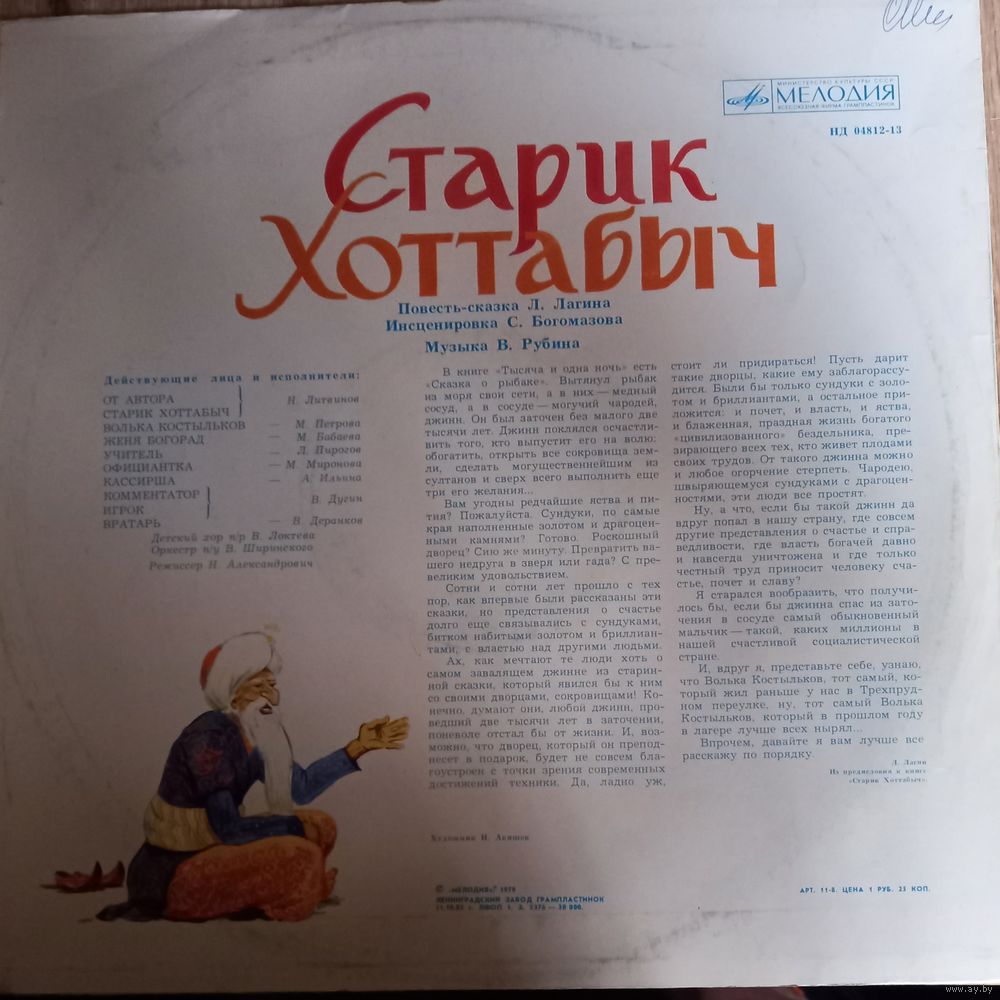 МИНИСТЕРСТВО КУЛЬТУРЫ СССР
МЕЛОДИЯ
ВСЕСОЮЗНАЯ ФИРМА ГРАМПЛАСТИНОК
НД 04812-13
Старик
Хоттабыч
Повесть-сказка Л. Лагина
Инсценировка С. Богомазова
Музыка В. Рубина
Действующие лица и исполнители:
ОТ АВТОРА
СТАРИК ХОТТАБЫЧ } Н. Литвинов
ВОЛЬКА КОСТЫЛЬКОВ — М. Петрова
ЖЕНЯ БОГОРАД — М. Бабаева
УЧИТЕЛЬ — Л. Пирогов
ОФИЦИАНТКА — М. Миронова
КАССИРША — А. Ильина
КОММЕНТАТОР
ИГРОК } В. Дугин
ВРАТАРЬ — В. Деранков
Детский хор п/р В. Локтева
Оркестр п/у В. Ширинского
Режиссер Н. Александрович
В книге «Тысяча и одна ночь» есть
«Сказка о рыбаке». Вытянул рыбак
из моря свои сети, а в них — медный
сосуд, а в сосуде — могучий чародей,
джинн. Он был заточен без малого две
тысячи лет. Джинн поклялся осчастли-
вить того, кто выпустит его на волю:
обогатить, открыть все сокровища зем-
ли, сделать могущественнейшим из
султанов и сверх всего выполнить еще
три его желания...
Вам угодны редчайшие яства и пи-
тия? Пожалуйста. Сундуки, по самые
края наполненные золотом и драгоцен-
ными камнями? Готово. Роскошный
дворец? Сию же минуту. Превратить ва-
шего недруга в зверя или гада? С пре-
великим удовольствием.
Сотни и сотни лет прошло с тех
пор, как впервые были рассказаны эти
сказки, но представления о счастье
долго еще связывались с сундуками,
битком набитыми золотом и бриллиан-
тами, с властью над другими людьми.
Ах, как мечтают те люди хоть о
самом завалящем джинне из старин-
ной сказки, который явился бы к ним
со своими дворцами, сокровищами! Ко-
нечно, думают они, любой джинн, про-
ведший две тысячи лет в заточении,
поневоле отстал бы от жизни. И, воз-
можно, что дворец, который он препод-
несет в подарок, будет не совсем бла-
гоустроен с точки зрения современных
достижений техники. Да, ладно уж,
стоит ли придираться! Пусть дарит
такие дворцы, какие ему заблагорассу-
дится. Были бы только сундуки с золо-
том и бриллиантами, а остальное при-
ложится: и почет, и власть, и яства,
и блаженная, праздная жизнь богатого
«цивилизованного» бездельника, пре-
зирающего всех тех, кто живет плодами
своих трудов. От такого джинна можно
и любое огорчение стерпеть. Чародею,
швыряющемуся сундуками с драгоцен-
ностями, эти люди все простят.
Ну, а что, если бы такой джинн да
вдруг попал в нашу страну, где совсем
другие представления о счастье и спра-
ведливости, где власть богачей давно
и навсегда уничтожена и где только
честный труд приносит человеку сча-
стье, почет и славу?
Я старался вообразить, что получи-
лось бы, если бы джинна спас из зато-
чения в сосуде самый обыкновенный
мальчик — такой, каких миллионы в
нашей счастливой социалистической
стране.
И, вдруг я, представьте себе, узнаю,
что Волька Костыльков, тот самый, ко-
торый жил раньше у нас в Трехпруд-
ном переулке, ну, тот самый Волька
Костыльков, который в прошлом году
в лагере лучше всех нырял...
Впрочем, давайте я вам лучше все
расскажу по порядку.
Л. Лагин
Из предисловия к книге
«Старик Хоттабыч».
Художник Н. Акишев
© «МЕЛОДИЯ», 1979
ЛЕНИНГРАДСКИЙ ЗАВОД ГРАМПЛАСТИНОК
АРТ. 11-8. ЦЕНА 1 РУБ. 25 КОП.
www.ay.by